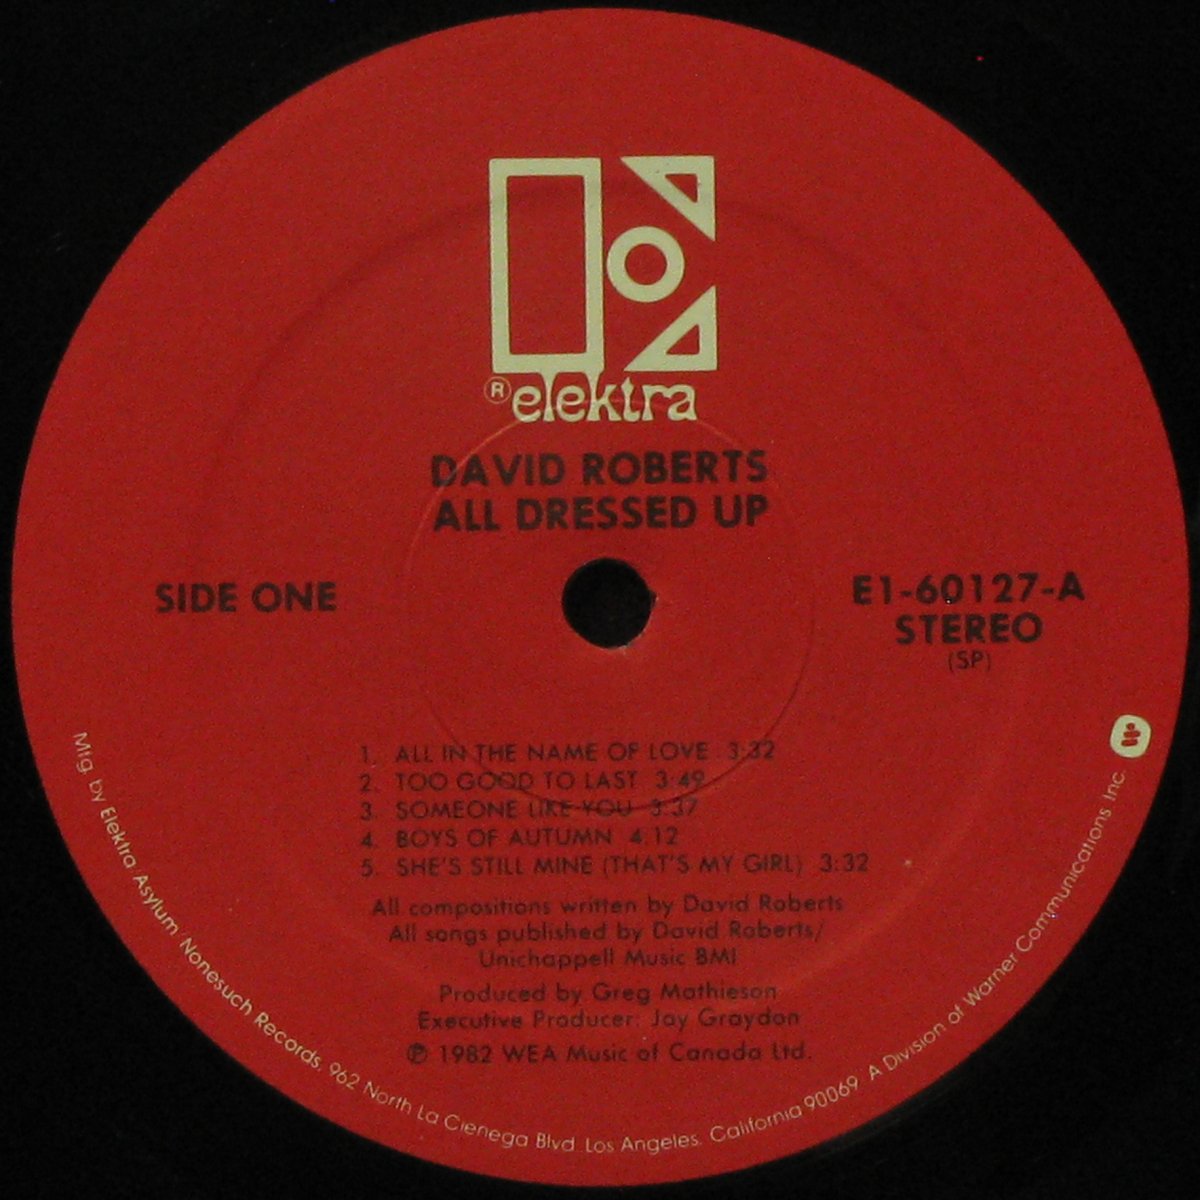 ® elektra
DAVID ROBERTS
ALL DRESSED UP
SIDE ONE
E1-60127-A
STEREO
(SP)
1. ALL IN THE NAME OF LOVE 3:32
2. TOO GOOD TO LAST 3:49
3. SOMEONE LIKE YOU 3:37
4. BOYS OF AUTUMN 4:12
5. SHE'S STILL MINE (THAT'S MY GIRL) 3:32
All compositions written by David Roberts
All songs published by David Roberts/
Unichappell Music BMI
Produced by Greg Mathieson
Executive Producer: Jay Graydon
℗ 1982 WEA Music of Canada Ltd.
Mfg. by Elektra/Asylum/Nonesuch Records, 962 North La Cienega Blvd. Los Angeles, California 90069 A Division of Warner Communications Inc.